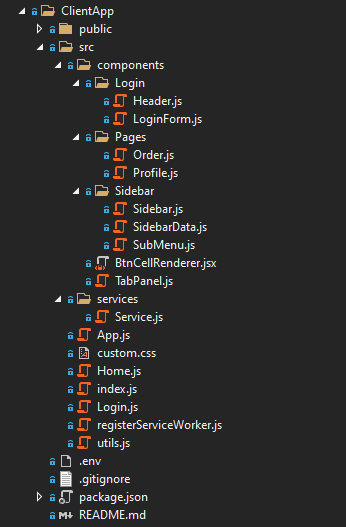 ClientApp
public
src
components
Login
Header.js
LoginForm.js
Pages
Order.js
Profile.js
Sidebar
Sidebar.js
SidebarData.js
SubMenu.js
BtnCellRenderer.jsx
TabPanel.js
services
Service.js
App.js
custom.css
Home.js
index.js
Login.js
registerServiceWorker.js
utils.js
.env
.gitignore
package.json
README.md